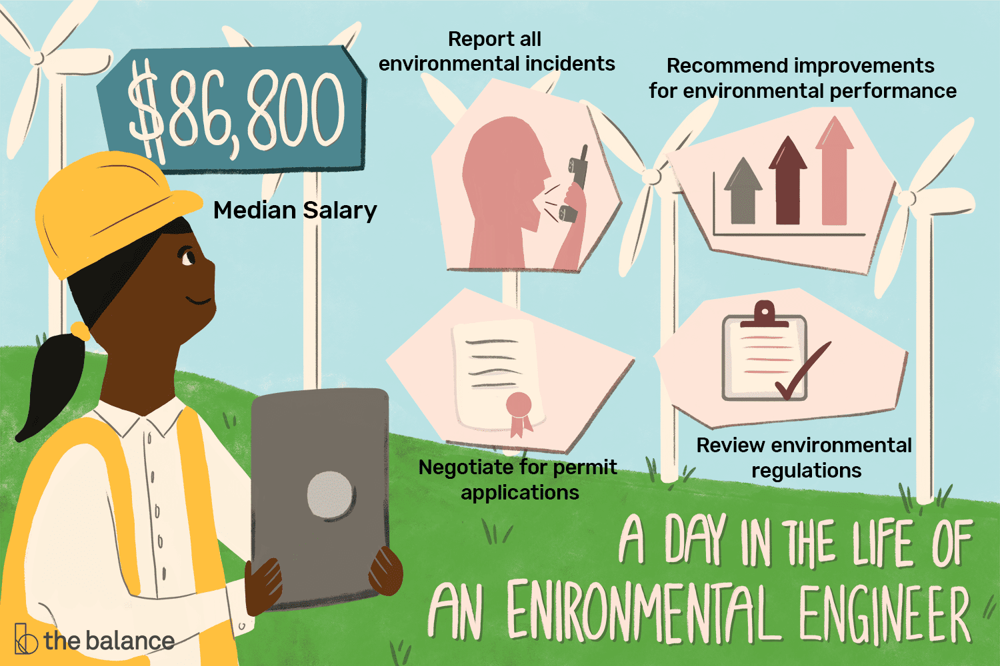 $86,800
Median Salary
Report all
environmental incidents
Recommend improvements
for environmental performance
Negotiate for permit
applications
Review environmental
regulations
A DAY IN THE LIFE OF
AN ENIRONMENTAL ENGINEER
the balance